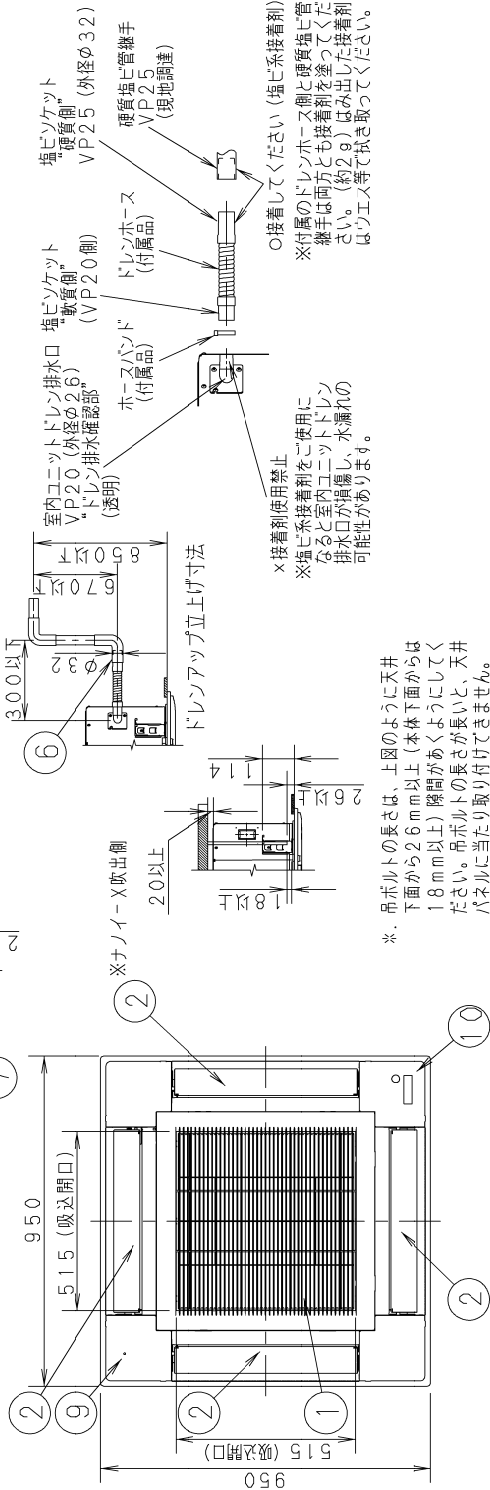 塩ビソケット
“硬質側”
VP25（外径φ32）
硬質塩ビ管継手
VP25
（現地調達）
塩ビソケット
“軟質側”
（VP20側）
ドレンホース
（付属品）
ホースバンド
（付属品）
室内ユニットドレン排水口
VP20（外径φ26）
“ドレン排水確認部”
（透明）
○接着してください（塩ビ系接着剤）
※付属のドレンホース側と硬質塩ビ管
継手は両方とも接着剤を塗ってくだ
さい。（約2g）はみ出した接着剤
はウエス等で拭き取ってください。
×接着剤使用禁止
※塩ビ系接着剤をご使用に
なると室内ユニットドレン
排水口が損傷し、水漏れの
可能性があります。
850以下
670以下
300以下
φ32
6
ドレンアップ立上げ寸法
※ナノイーX吹出側
20以上
114
26以上
18以上
※．吊ボルトの長さは、上図のように天井
下面から26mm以上（本体下面からは
18mm以上）隙間があくようにしてく
ださい。吊ボルトの長さが長いと、天井
パネルに当たり取り付けできません。
2
7
950
515（吸込開口）
2
9
2
1
2
2
10
515（吸込開口）
950